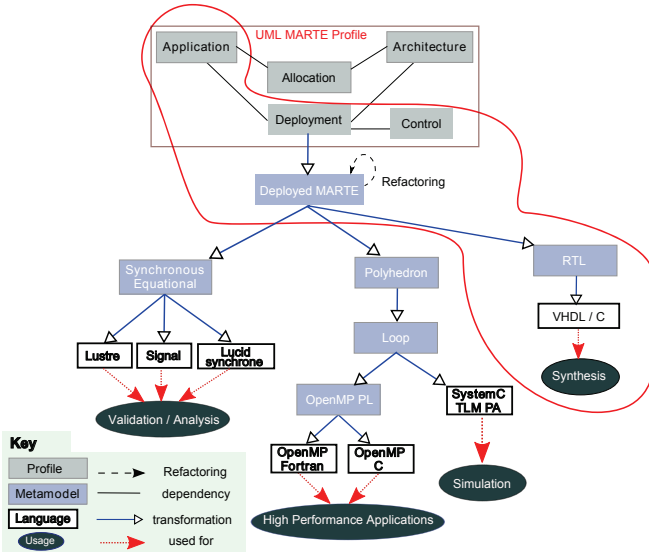 UML MARTE Profile
Application
Architecture
Allocation
Deployment
Control
Deployed MARTE
Refactoring
Synchronous
Equational
Polyhedron
RTL
VHDL / C
Loop
Lustre
Signal
Lucid
synchrone
Synthesis
OpenMP PL
SystemC
TLM PA
Validation / Analysis
OpenMP
Fortran
OpenMP
C
Simulation
High Performance Applications
Key
Profile
Refactoring
Metamodel
dependency
Language
transformation
Usage
used for